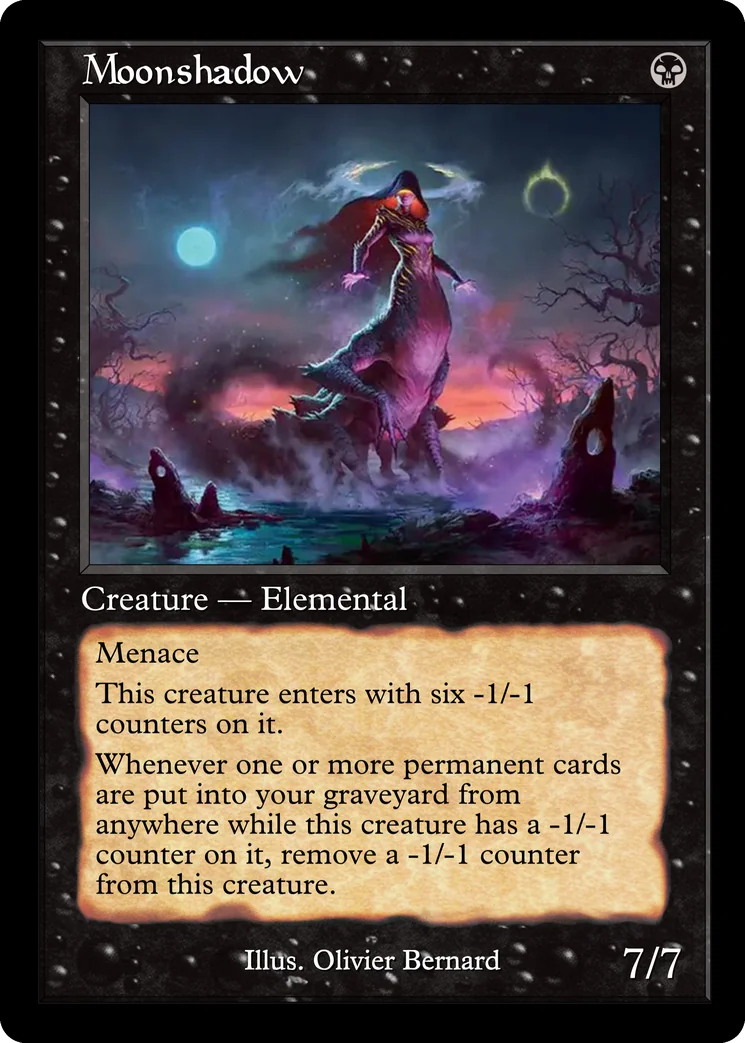 Moonshadow
Creature — Elemental
Menace
This creature enters with six -1/-1
counters on it.
Whenever one or more permanent cards
are put into your graveyard from
anywhere while this creature has a -1/-1
counter on it, remove a -1/-1 counter
from this creature.
Illus. Olivier Bernard
7/7